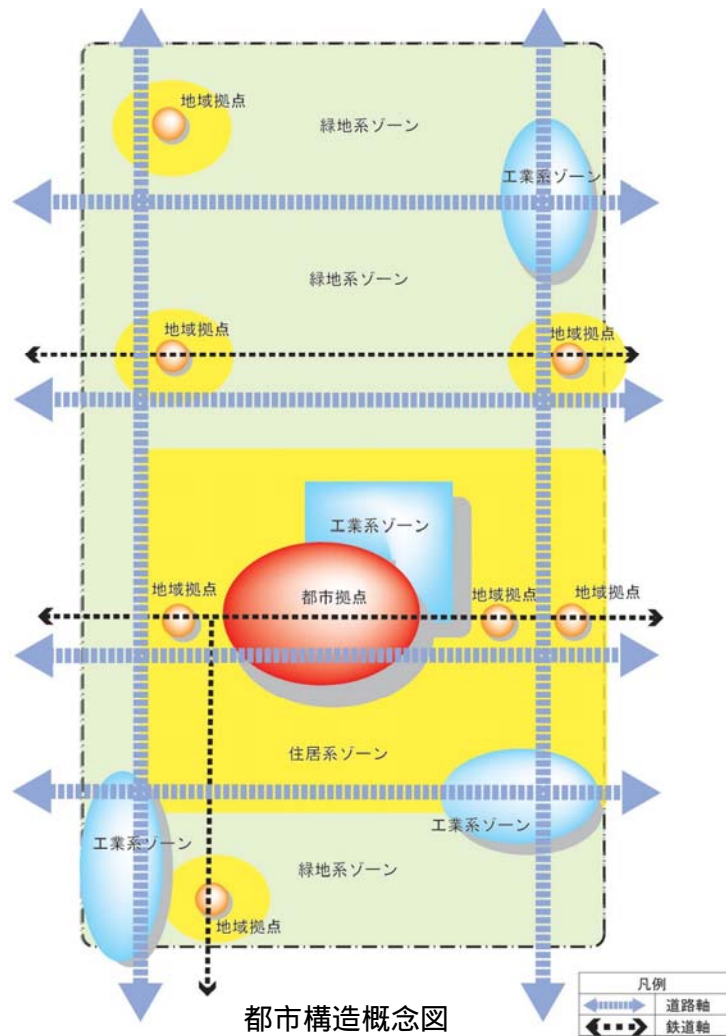 地域拠点
緑地系ゾーン
工業系ゾーン
緑地系ゾーン
地域拠点
地域拠点
工業系ゾーン
地域拠点
都市拠点
地域拠点
地域拠点
住居系ゾーン
工業系ゾーン
工業系ゾーン
緑地系ゾーン
地域拠点
都市構造概念図
凡例
道路軸
鉄道軸